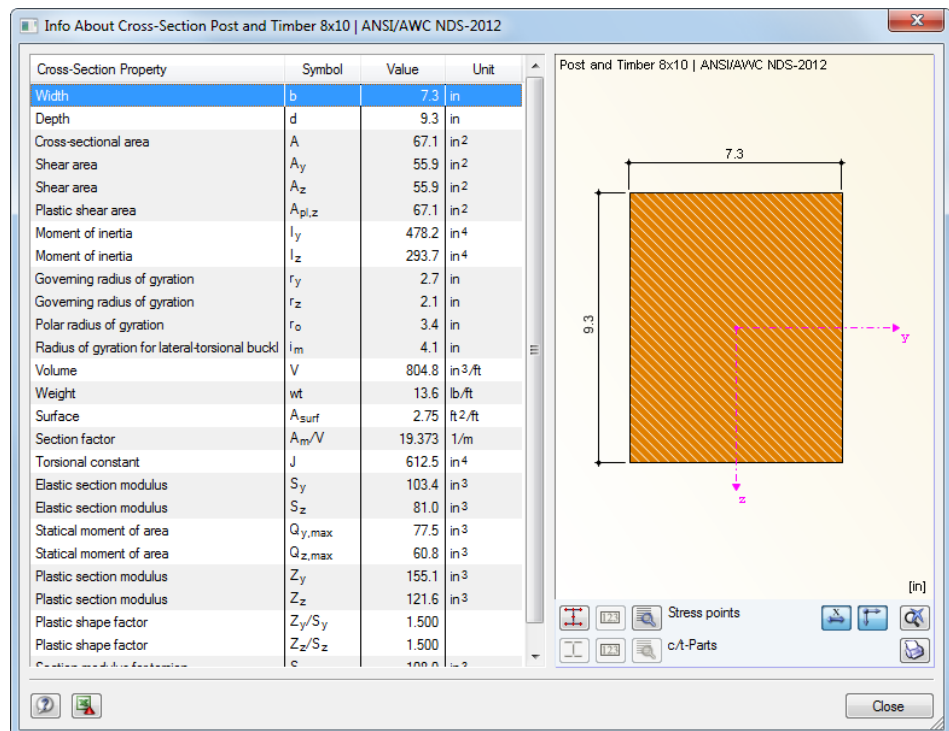 Info About Cross-Section Post and Timber 8x10 | ANSI/AWC NDS-2012
Cross-Section Property Symbol Value Unit
Width b 7.3 in
Depth d 9.3 in
Cross-sectional area A 67.1 in2
Shear area Ay 55.9 in2
Shear area Az 55.9 in2
Plastic shear area Apl,z 67.1 in2
Moment of inertia Iy 478.2 in4
Moment of inertia Iz 293.7 in4
Governing radius of gyration ry 2.7 in
Governing radius of gyration rz 2.1 in
Polar radius of gyration ro 3.4 in
Radius of gyration for lateral-torsional buckl im 4.1 in
Volume V 804.8 in3/ft
Weight wt 13.6 lb/ft
Surface Asurf 2.75 ft2/ft
Section factor Am/V 19.373 1/m
Torsional constant J 612.5 in4
Elastic section modulus Sy 103.4 in3
Elastic section modulus Sz 81.0 in3
Statical moment of area Qy,max 77.5 in3
Statical moment of area Qz,max 60.8 in3
Plastic section modulus Zy 155.1 in3
Plastic section modulus Zz 121.6 in3
Plastic shape factor Zy/Sy 1.500
Plastic shape factor Zz/Sz 1.500
Post and Timber 8x10 | ANSI/AWC NDS-2012
7.3
9.3
y
z
[in]
Stress points
c/t-Parts
Close